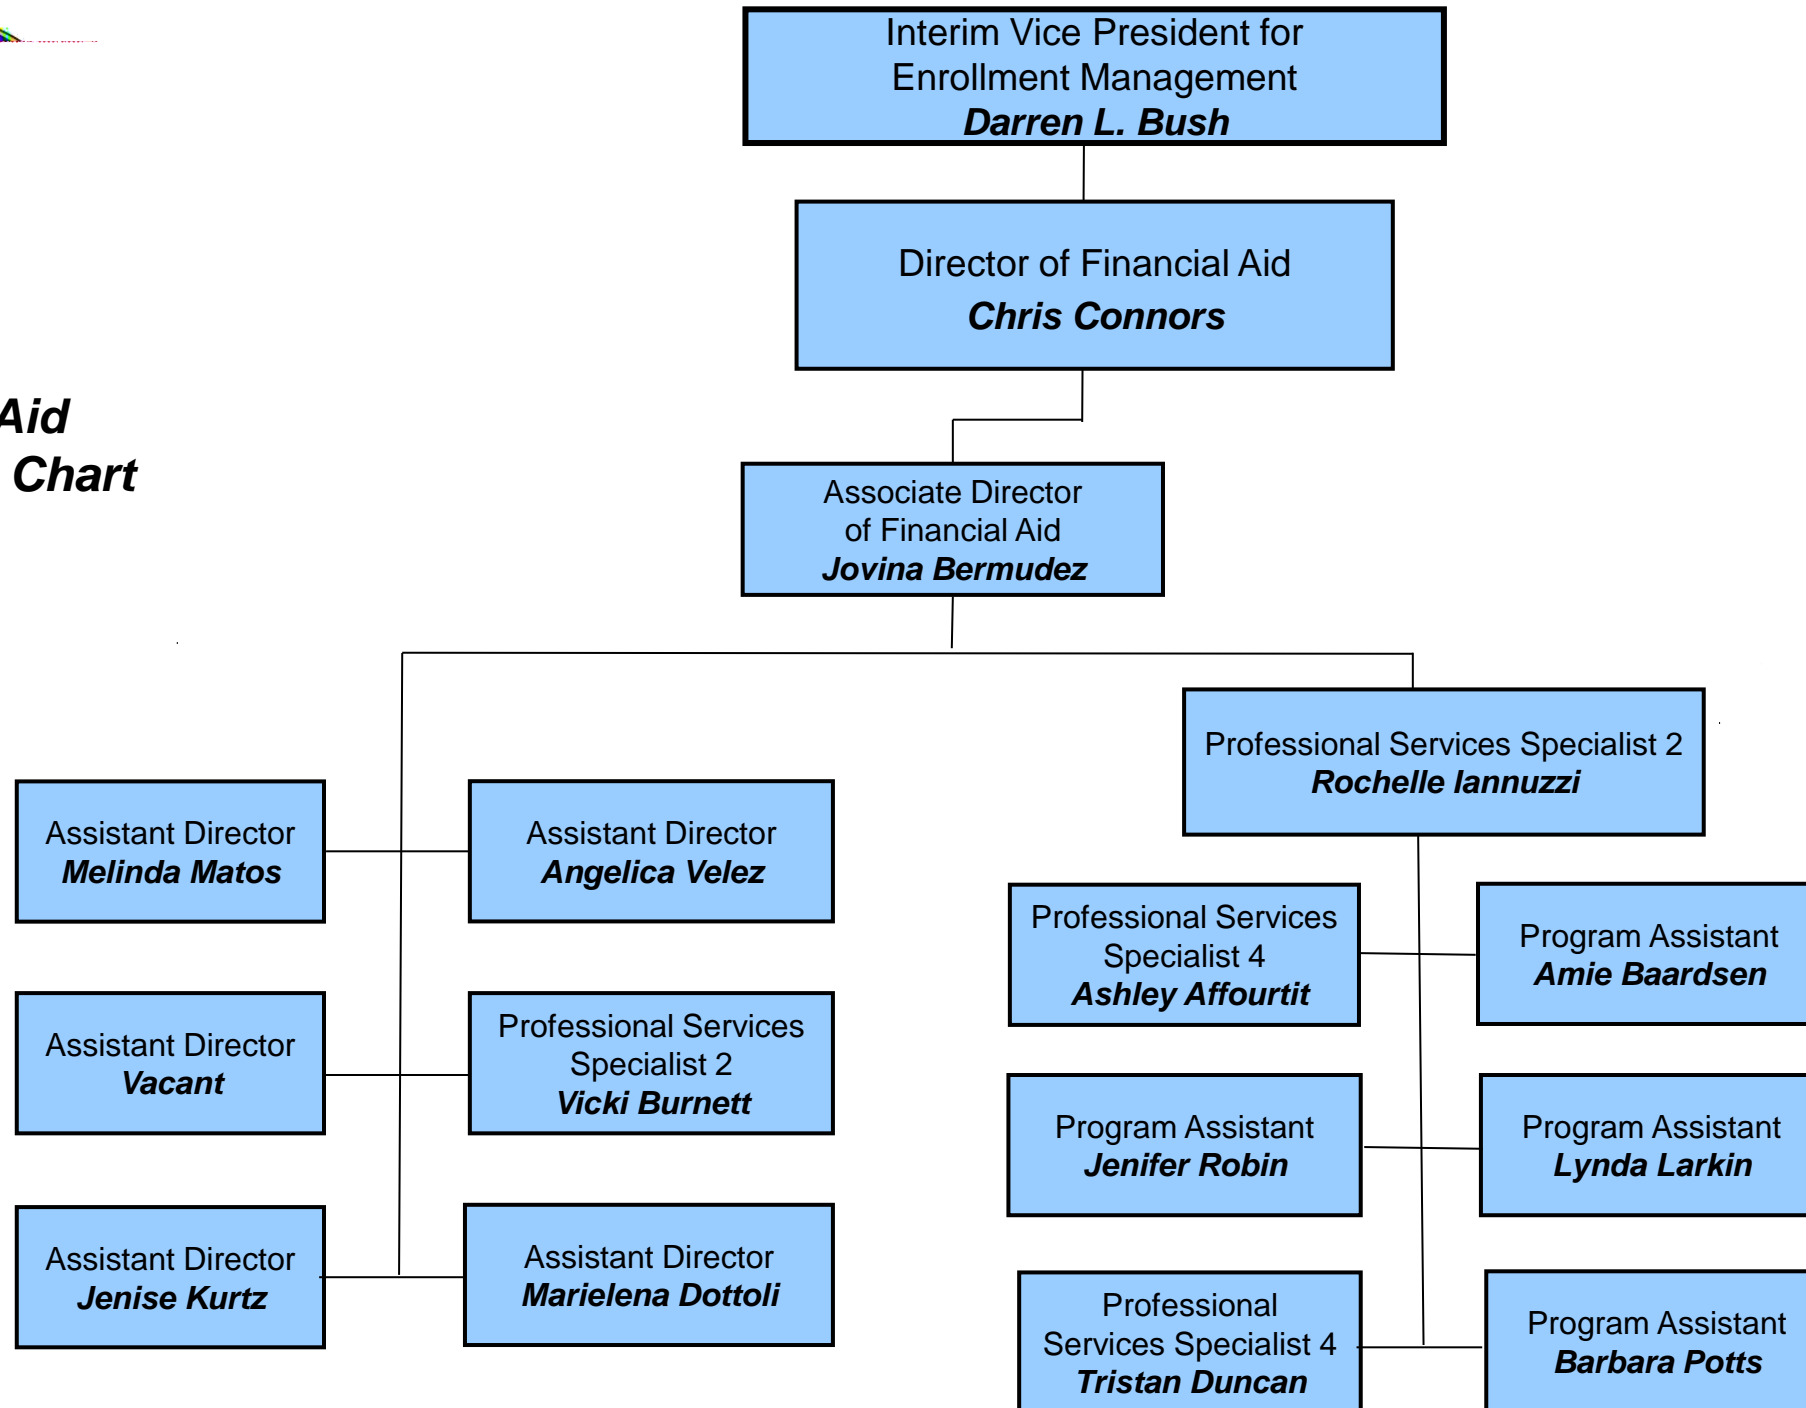 Interim Vice President for
Enrollment Management
Darren L. Bush
Director of Financial Aid
Chris Connors
Aid
Chart
Associate Director
of Financial Aid
Jovina Bermudez
Professional Services Specialist 2
Rochelle Iannuzzi
Assistant Director
Melinda Matos
Assistant Director
Angelica Velez
Professional Services
Specialist 4
Ashley Affourtit
Program Assistant
Amie Baardsen
Assistant Director
Vacant
Professional Services
Specialist 2
Vicki Burnett
Program Assistant
Jenifer Robin
Program Assistant
Lynda Larkin
Assistant Director
Jenise Kurtz
Assistant Director
Marielena Dottoli
Professional
Services Specialist 4
Tristan Duncan
Program Assistant
Barbara Potts